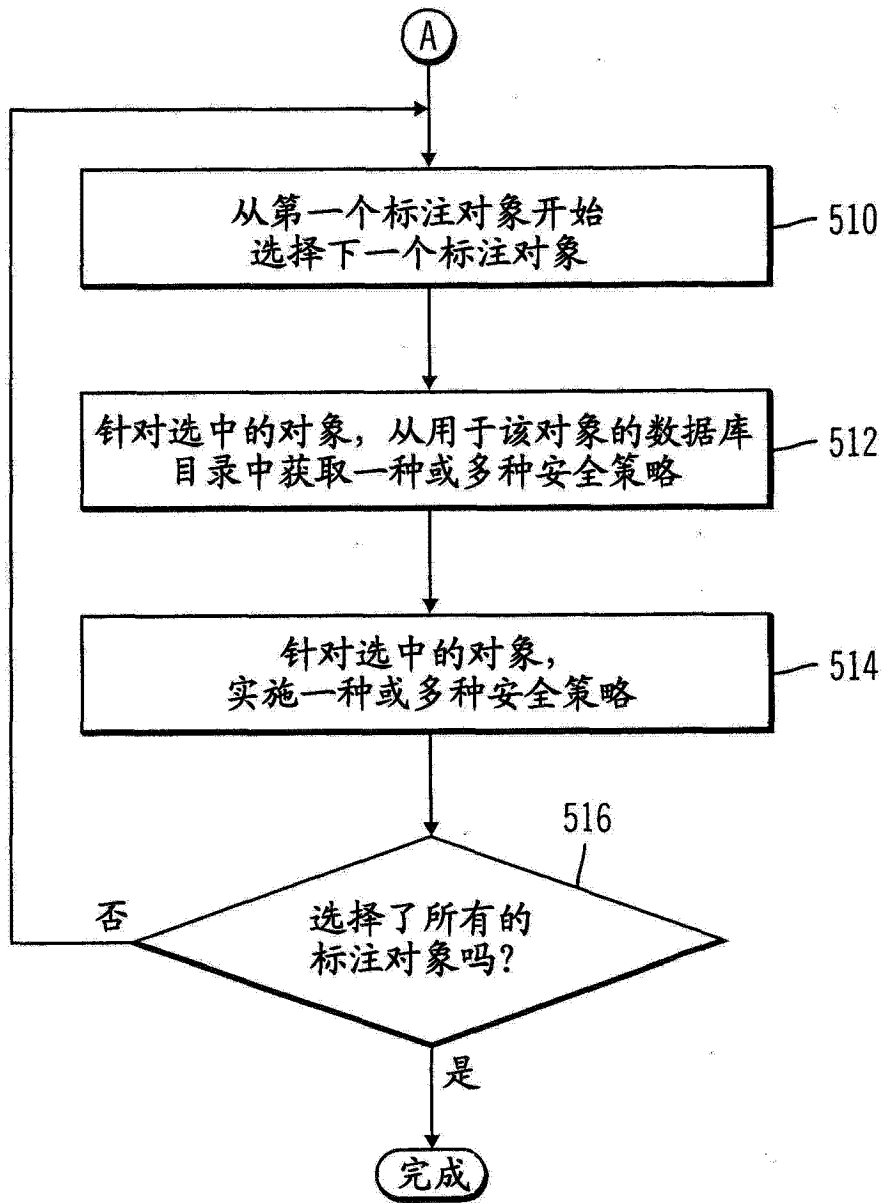 A
从第一个标注对象开始
选择下一个标注对象
510
针对选中的对象，从用于该对象的数据库
目录中获取一种或多种安全策略
512
针对选中的对象，
实施一种或多种安全策略
514
516
选择了所有的
标注对象吗？
否
是
完成